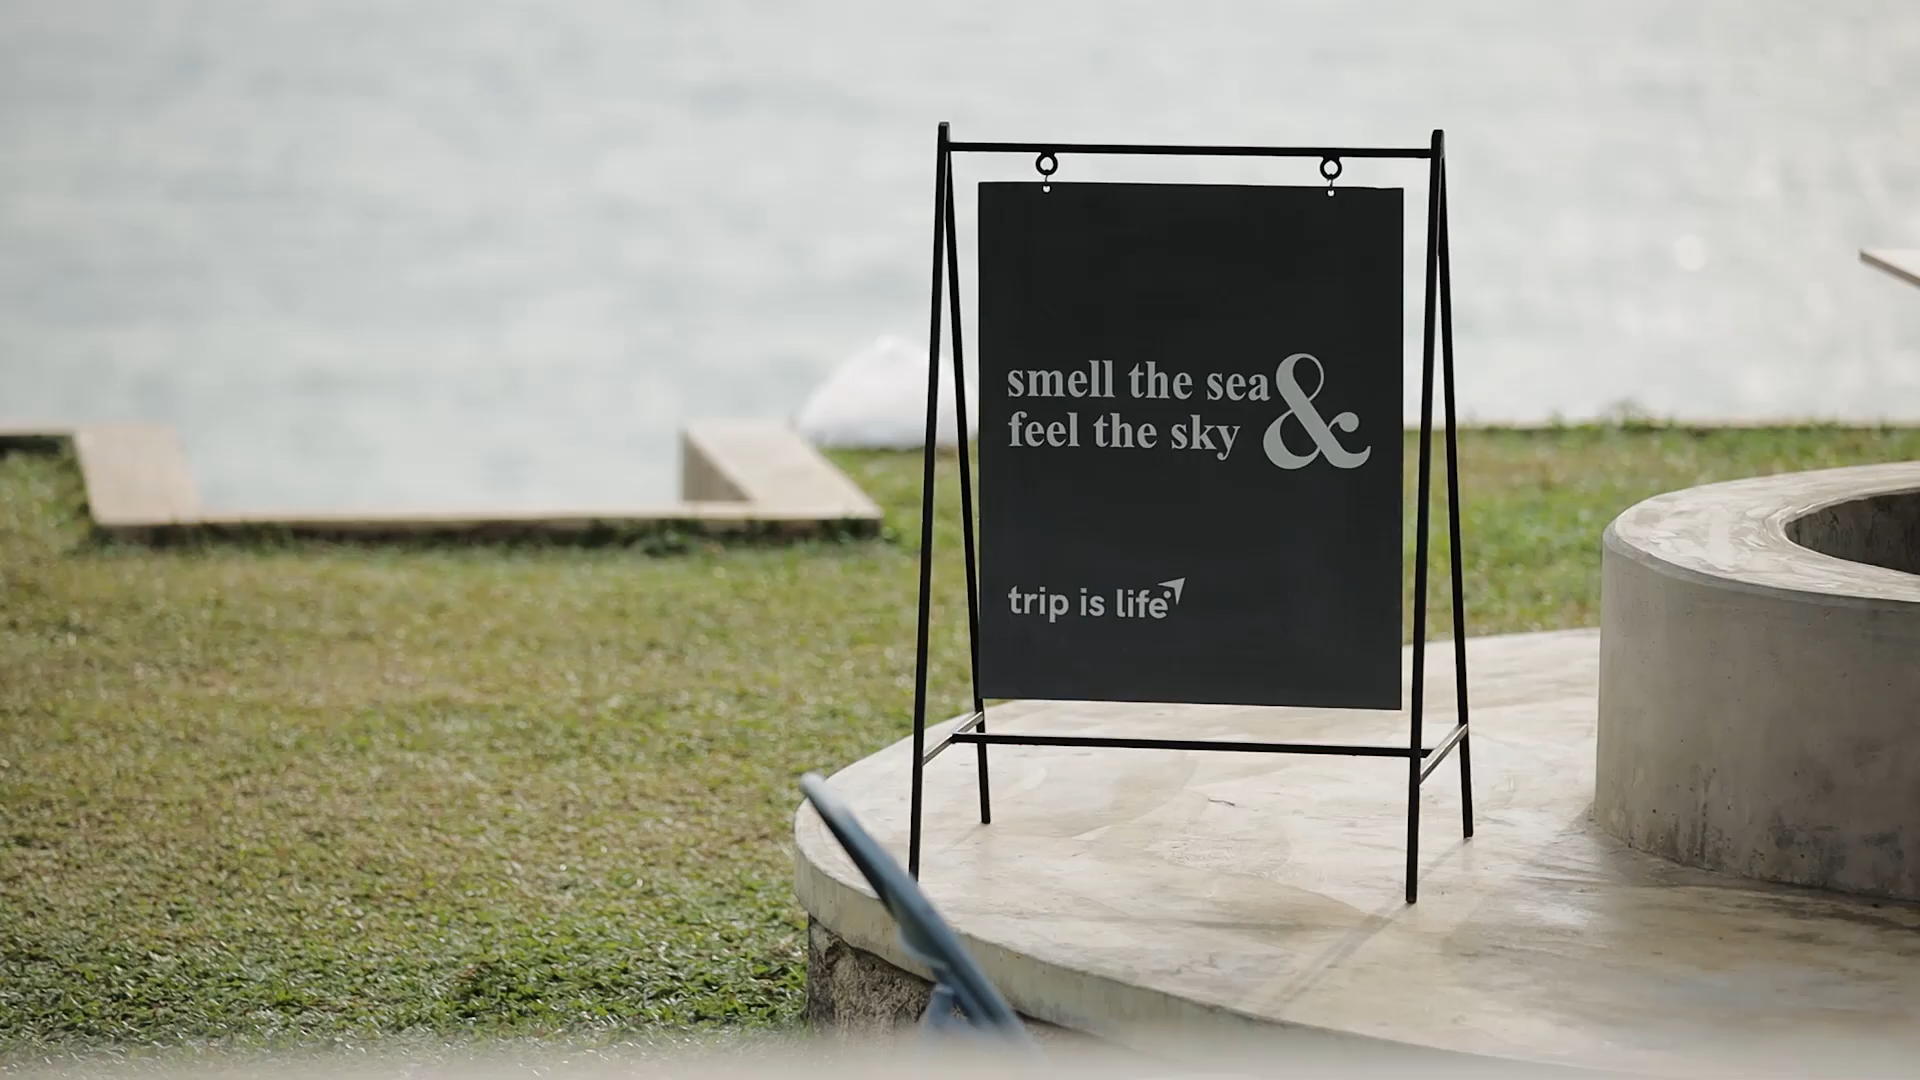 smell the sea &
feel the sky
trip is life